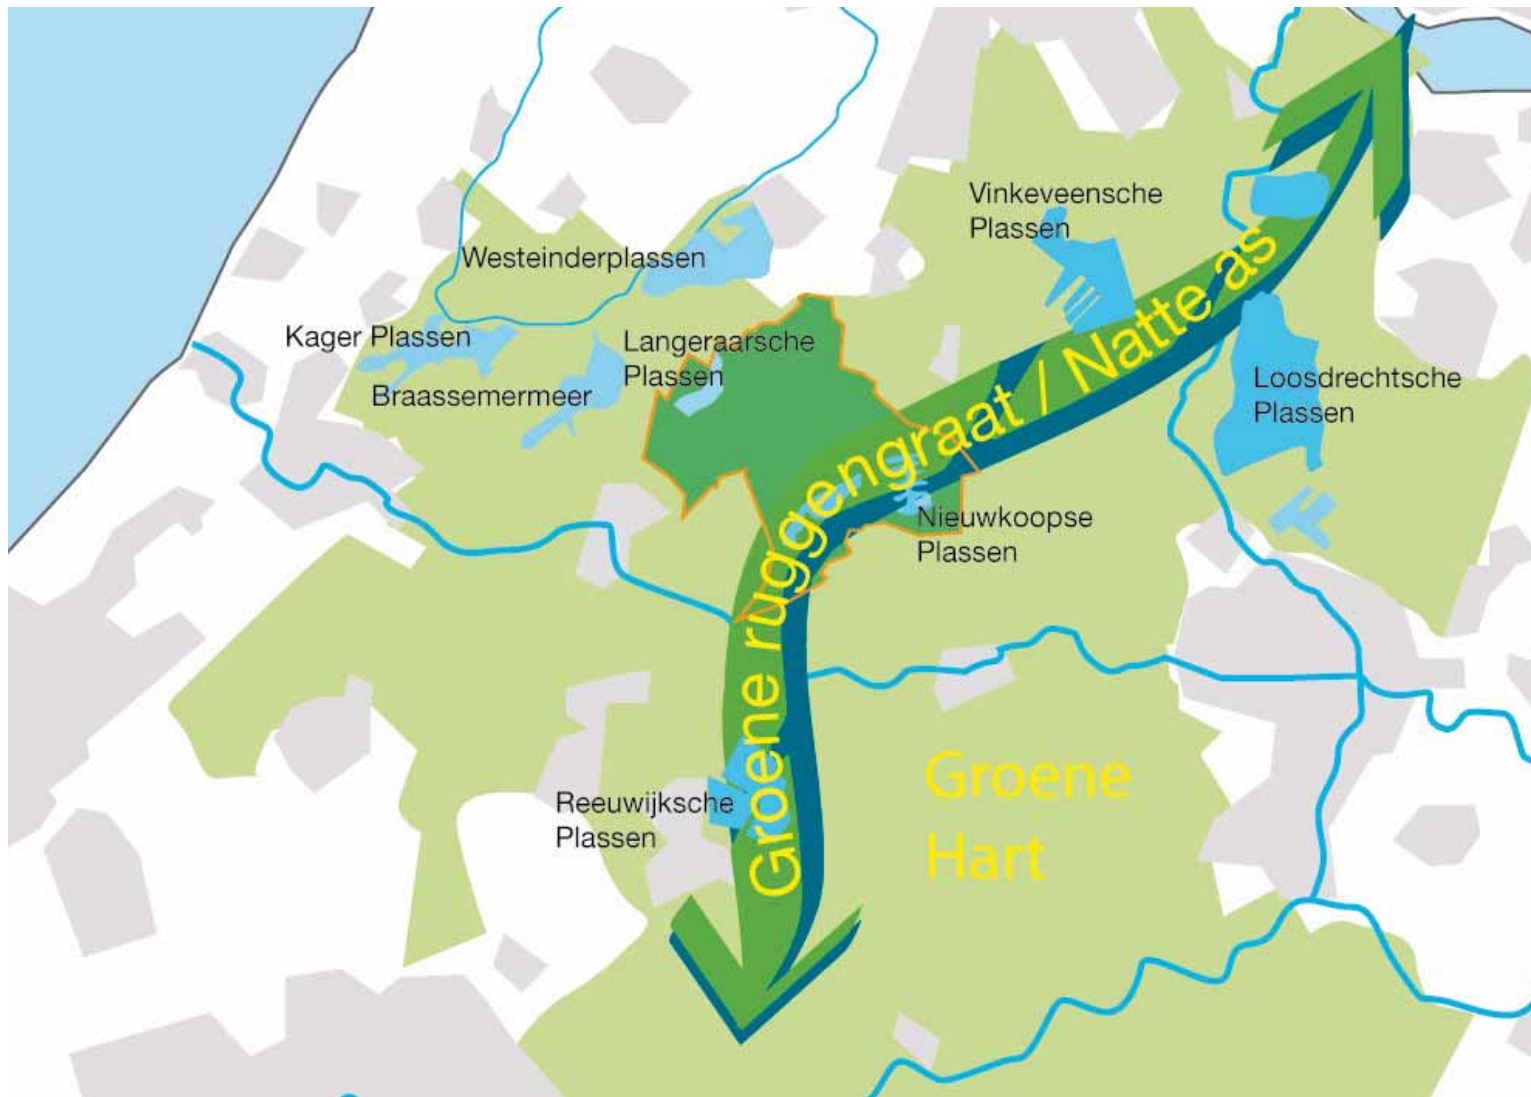 Vinkeveensche
Plassen
Westeinderplassen
Kager Plassen
Langeraarsche
Plassen
Braassemermeer
Loosdrechtsche
Plassen
Groene ruggengraat / Natte as
Nieuwkoopse
Plassen
Reeuwijksche
Plassen
Groene
Hart